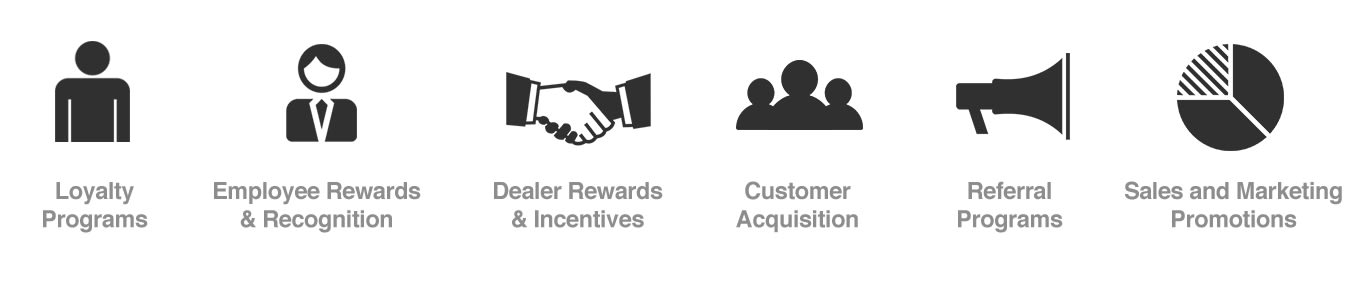 Loyalty
Programs
Employee Rewards
& Recognition
Dealer Rewards
& Incentives
Customer
Acquisition
Referral
Programs
Sales and Marketing
Promotions